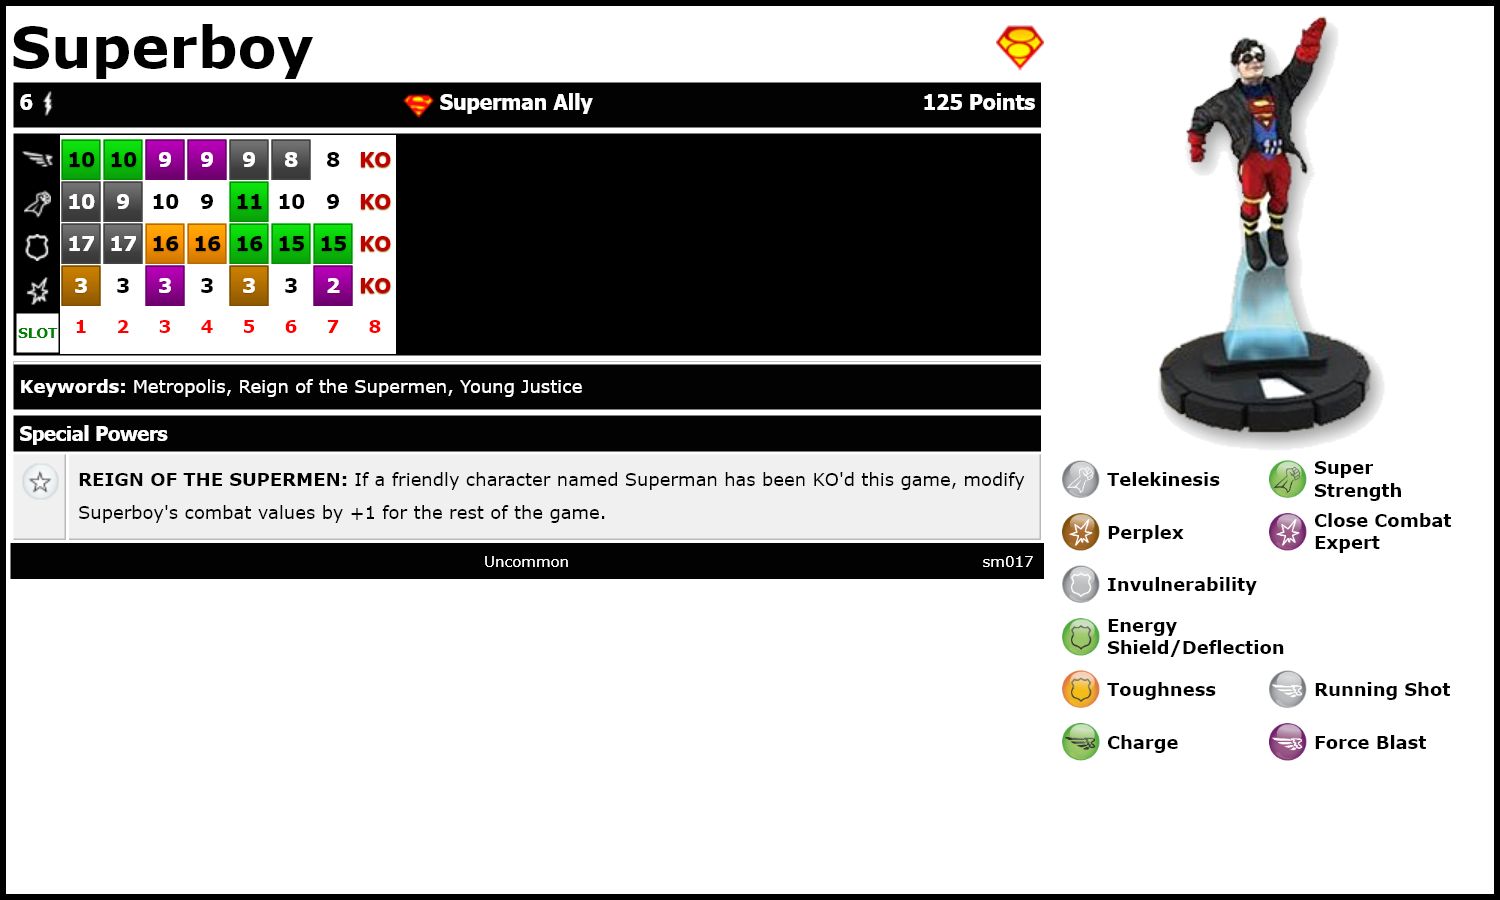 Superboy
6 Superman Ally 125 Points
10 10 9 9 9 8 8 KO
10 9 10 9 11 10 9 KO
17 17 16 16 16 15 15 KO
3 3 3 3 3 3 2 KO
SLOT 1 2 3 4 5 6 7 8
Keywords: Metropolis, Reign of the Supermen, Young Justice
Special Powers
REIGN OF THE SUPERMEN: If a friendly character named Superman has been KO'd this game, modify
Superboy's combat values by +1 for the rest of the game.
Uncommon sm017
Telekinesis
Super
Strength
Perplex
Close Combat
Expert
Invulnerability
Energy
Shield/Deflection
Toughness
Running Shot
Charge
Force Blast